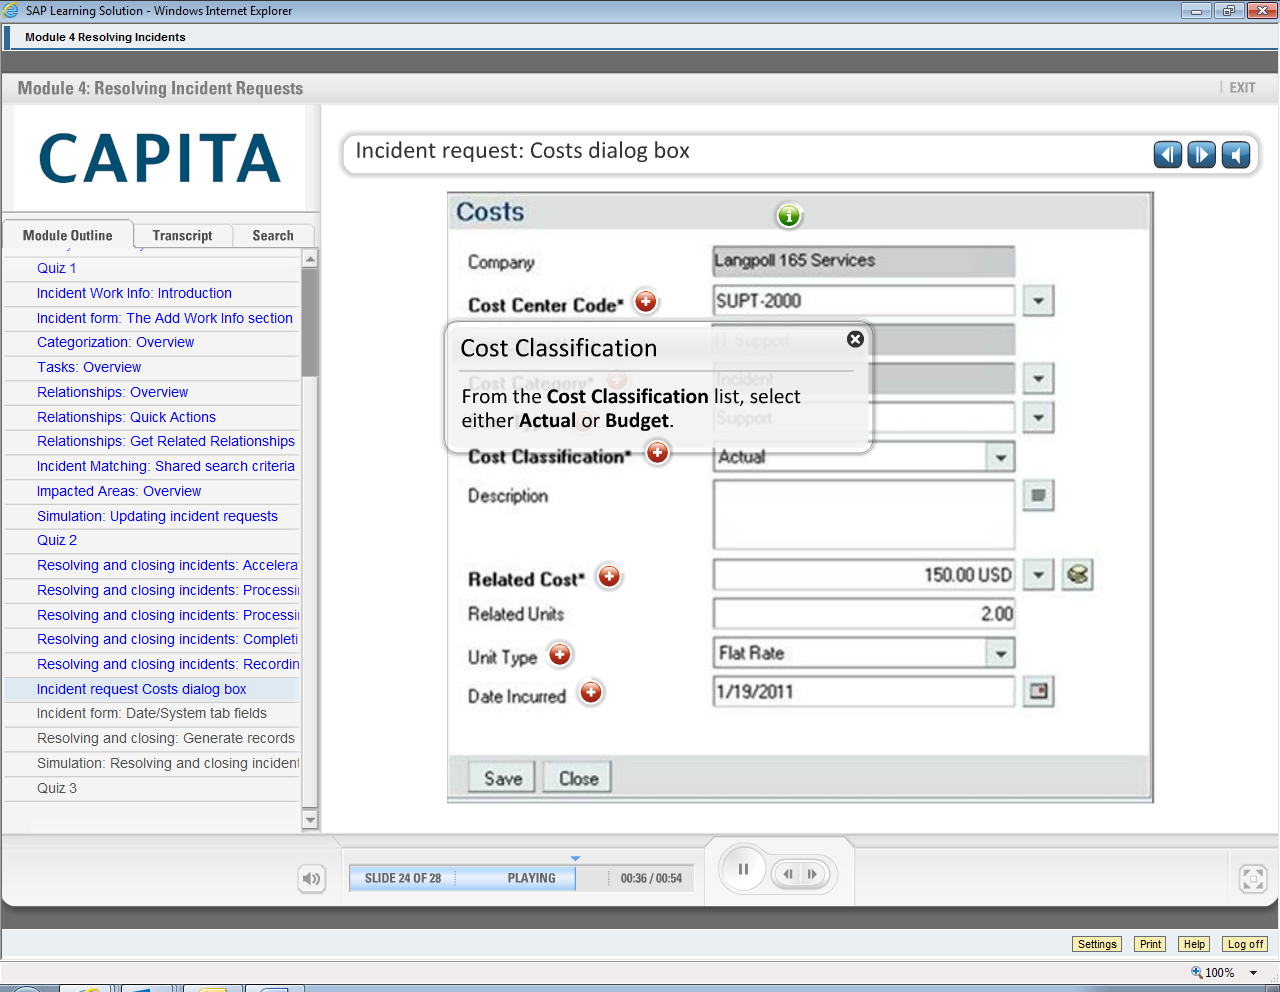 SAP Learning Solution - Windows Internet Explorer
Module 4 Resolving Incidents
Module 4: Resolving Incident Requests
EXIT
CAPITA
Incident request: Costs dialog box
Module Outline
Transcript
Search
Quiz 1
Incident Work Info: Introduction
Incident form: The Add Work Info section
Categorization: Overview
Tasks: Overview
Relationships: Overview
Relationships: Quick Actions
Relationships: Get Related Relationships
Incident Matching: Shared search criteria
Impacted Areas: Overview
Simulation: Updating incident requests
Quiz 2
Resolving and closing incidents: Accelera
Resolving and closing incidents: Processi
Resolving and closing incidents: Processi
Resolving and closing incidents: Completi
Resolving and closing incidents: Recordin
Incident request Costs dialog box
Incident form: Date/System tab fields
Resolving and closing: Generate records
Simulation: Resolving and closing incident
Quiz 3
Costs
Company
Langpoll 165 Services
Cost Center Code*
SUPT-2000
IT Support
Cost Classification
Cost Category*
Incident
From the Cost Classification list, select
either Actual or Budget.
Support
Cost Classification*
Actual
Description
Related Cost*
150.00 USD
Related Units
2.00
Unit Type
Flat Rate
Date Incurred
1/19/2011
Save
Close
SLIDE 24 OF 28
PLAYING
00:36 / 00:54
Settings
Print
Help
Log off
100%